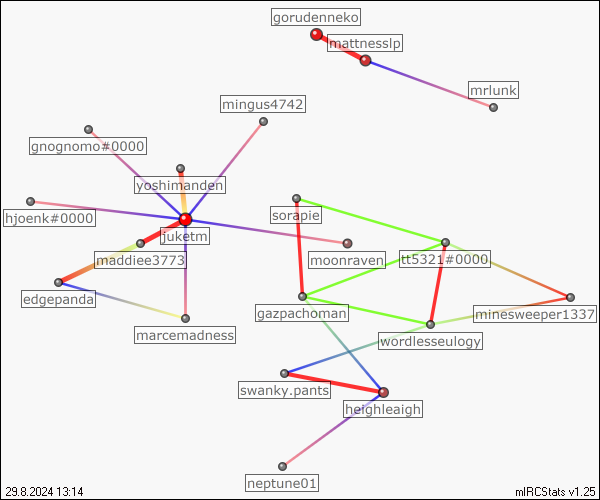 gorudenneko
mattnesslp
mrlunk
mingus4742
gnognomo#0000
yoshimanden
hjoenk#0000
sorapie
juketm
maddiee3773
moonraven
tt5321#0000
edgepanda
gazpachoman
minesweeper1337
marcemadness
wordlesseulogy
swanky.pants
heighleaigh
neptune01
29.8.2024 13:14
mIRCStats v1.25